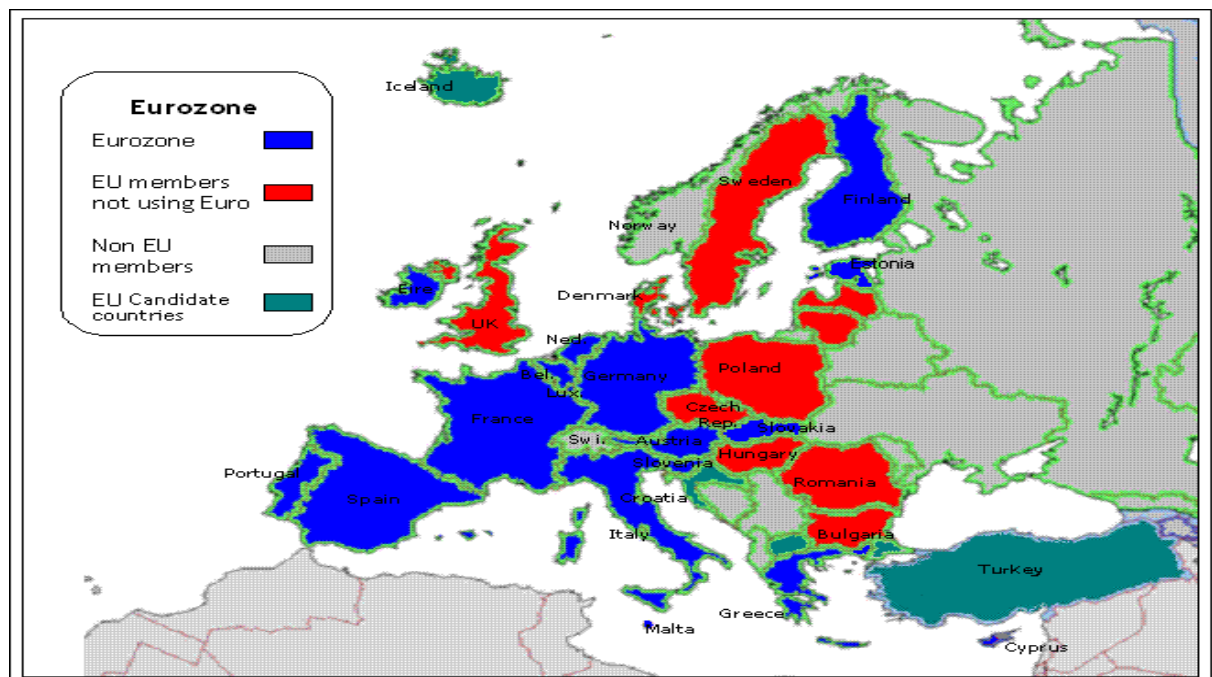 Iceland
Eurozone
Eurozone
EU members
not using Euro
Non EU
members
EU Candidate
countries
Sweden
Finland
Norway
Estonia
Eire
Denmark
UK
Ned.
Bel.
Germany
Poland
Lux
Czech
Rep.
France
Slovakia
Swi.
Austria
Hungary
Slovenia
Portugal
Romania
Spain
Croatia
Italy
Bulgaria
Turkey
Greece
Malta
Cyprus